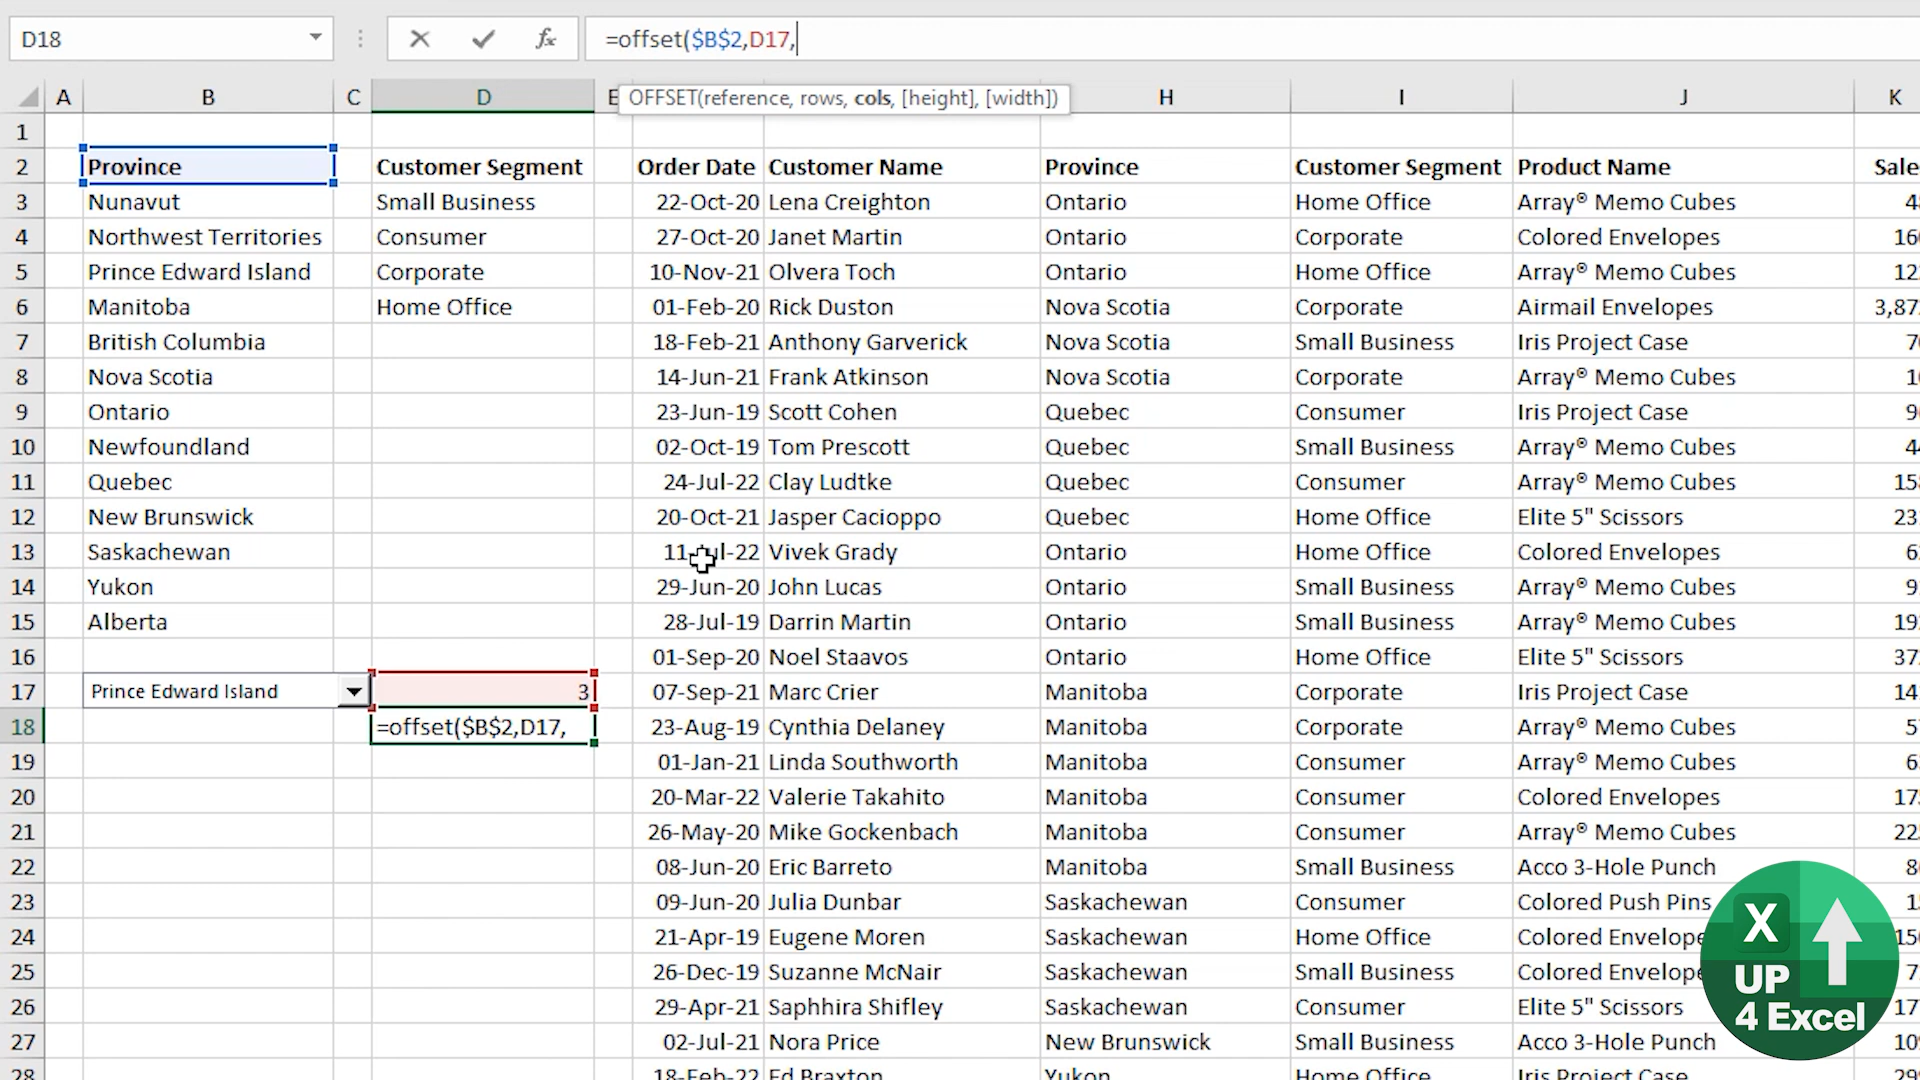 D18 =offset($B$2,D17,
A B C D E H I J K
OFFSET(reference, rows, cols, [height], [width])
1
2 Province Customer Segment Order Date Customer Name Province Customer Segment Product Name
3 Nunavut Small Business 22-Oct-20 Lena Creighton Ontario Home Office Array® Memo Cubes
4 Northwest Territories Consumer 27-Oct-20 Janet Martin Ontario Corporate Colored Envelopes
5 Prince Edward Island Corporate 10-Nov-21 Olvera Toch Ontario Home Office Array® Memo Cubes
6 Manitoba Home Office 01-Feb-20 Rick Duston Nova Scotia Corporate Airmail Envelopes
7 British Columbia 18-Feb-21 Anthony Garverick Nova Scotia Small Business Iris Project Case
8 Nova Scotia 14-Jun-21 Frank Atkinson Nova Scotia Corporate Array® Memo Cubes
9 Ontario 23-Jun-19 Scott Cohen Quebec Consumer Iris Project Case
10 Newfoundland 02-Oct-19 Tom Prescott Quebec Small Business Array® Memo Cubes
11 Quebec 24-Jul-22 Clay Ludtke Quebec Consumer Array® Memo Cubes
12 New Brunswick 20-Oct-21 Jasper Cacioppo Quebec Home Office Elite 5" Scissors
13 Saskachewan 11-Jul-22 Vivek Grady Ontario Home Office Colored Envelopes
14 Yukon 29-Jun-20 John Lucas Ontario Small Business Array® Memo Cubes
15 Alberta 28-Jul-19 Darrin Martin Ontario Small Business Array® Memo Cubes
16 01-Sep-20 Noel Staavos Ontario Home Office Elite 5" Scissors
17 Prince Edward Island 3 07-Sep-21 Marc Crier Manitoba Corporate Iris Project Case
18 =offset($B$2,D17, 23-Aug-19 Cynthia Delaney Manitoba Corporate Array® Memo Cubes
19 01-Jan-21 Linda Southworth Manitoba Consumer Array® Memo Cubes
20 20-Mar-22 Valerie Takahito Manitoba Consumer Colored Envelopes
21 26-May-20 Mike Gockenbach Manitoba Consumer Array® Memo Cubes
22 08-Jun-20 Eric Barreto Manitoba Small Business Acco 3-Hole Punch
23 09-Jun-20 Julia Dunbar Saskachewan Consumer Colored Push Pins
24 21-Apr-19 Eugene Moren Saskachewan Home Office Colored
25 26-Dec-19 Suzanne McNair Saskachewan Small Business Colored
26 29-Apr-21 Saphhira Shifley Saskachewan Consumer Elite 5" Scissors
27 02-Jul-21 Nora Price New Brunswick Small Business Acco 3-Hole Punch
28 18-Feb-22 Ed Braxton Yukon Home Office Iris Project Case
X
UP
4 Excel